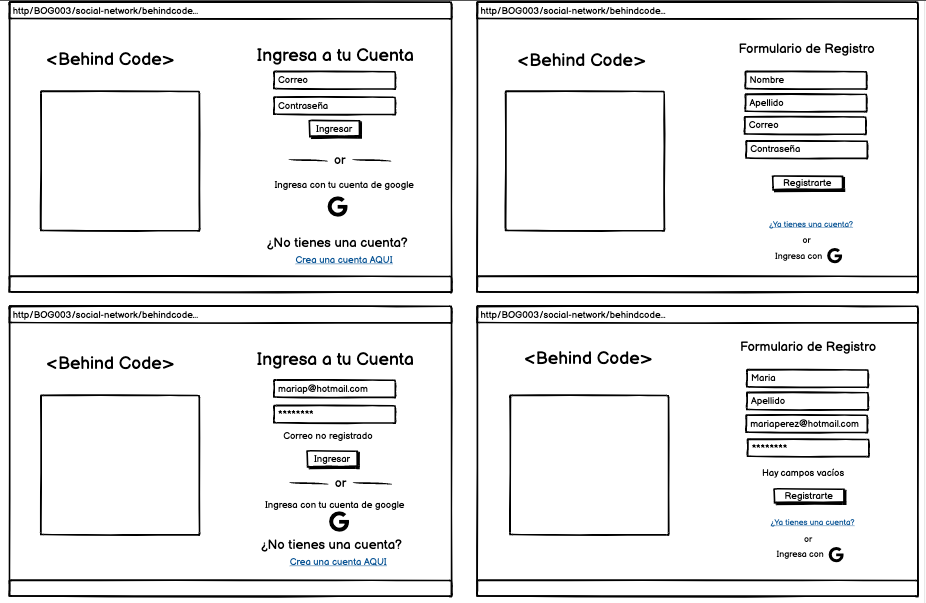 http/BOG003/social-network/behindcode...
<Behind Code>
Ingresa a tu Cuenta
Correo
Contraseña
Ingresar
or
Ingresa con tu cuenta de google
G
¿No tienes una cuenta?
Crea una cuenta AQUI
http/BOG003/social-network/behindcode...
<Behind Code>
Formulario de Registro
Nombre
Apellido
Correo
Contraseña
Registrarte
¿Ya tienes una cuenta?
or
Ingresa con G
http/BOG003/social-network/behindcode...
<Behind Code>
Ingresa a tu Cuenta
mariap@hotmail.com
********
Correo no registrado
Ingresar
or
Ingresa con tu cuenta de google
G
¿No tienes una cuenta?
Crea una cuenta AQUI
http/BOG003/social-network/behindcode...
<Behind Code>
Formulario de Registro
Maria
Apellido
mariaperez@hotmail.com
********
Hay campos vacíos
Registrarte
¿Ya tienes una cuenta?
or
Ingresa con G